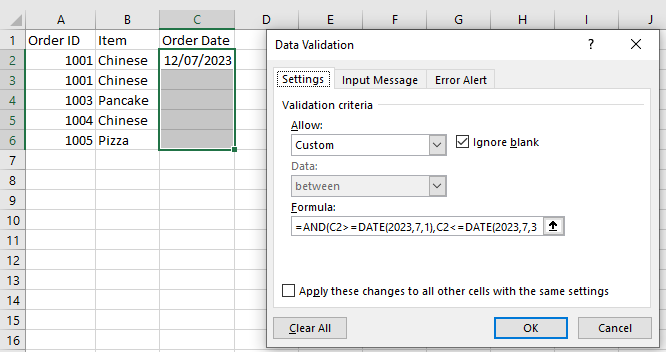 A B C D E F G H I J
1 Order ID Item Order Date
2 1001 Chinese 12/07/2023
3 1001 Chinese
4 1003 Pancake
5 1004 Chinese
6 1005 Pizza
7
8
9
10
11
12
13
14
15
16
Data Validation ? ×
Settings Input Message Error Alert
Validation criteria
Allow:
Custom Ignore blank
Data:
between
Formula:
=AND(C2>=DATE(2023,7,1),C2<=DATE(2023,7,3
Apply these changes to all other cells with the same settings
Clear All OK Cancel